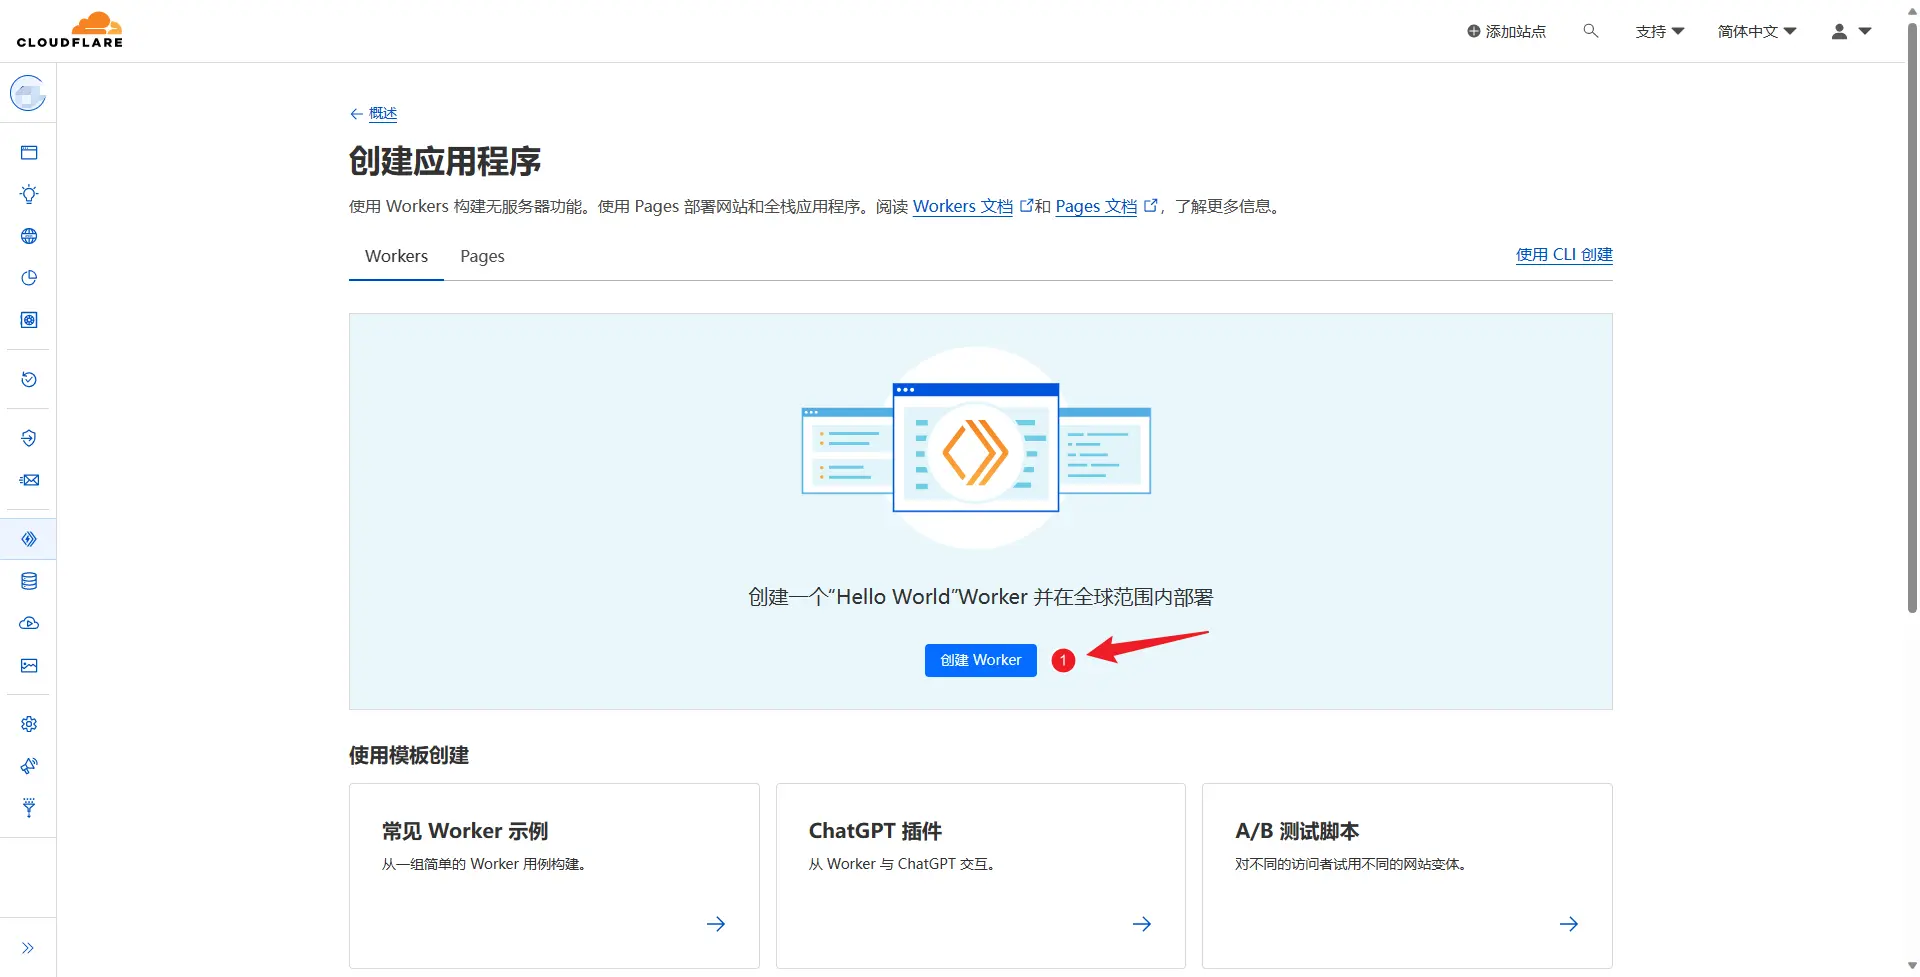 CLOUDFLARE
添加站点
支持
简体中文
概述
创建应用程序
使用 Workers 构建无服务器功能。使用 Pages 部署网站和全栈应用程序。阅读 Workers 文档 和 Pages 文档 ，了解更多信息。
Workers
Pages
使用 CLI 创建
创建一个“Hello World”Worker 并在全球范围内部署
创建 Worker
1
使用模板创建
常见 Worker 示例
从一组简单的 Worker 用例构建。
ChatGPT 插件
从 Worker 与 ChatGPT 交互。
A/B 测试脚本
对不同的访问者试用不同的网站变体。